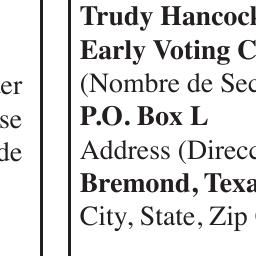 Trudy Hancock
Early Voting C
(Nombre de Sec
P.O. Box L
Address (Direcc
Bremond, Texa
City, State, Zip
er
se
de